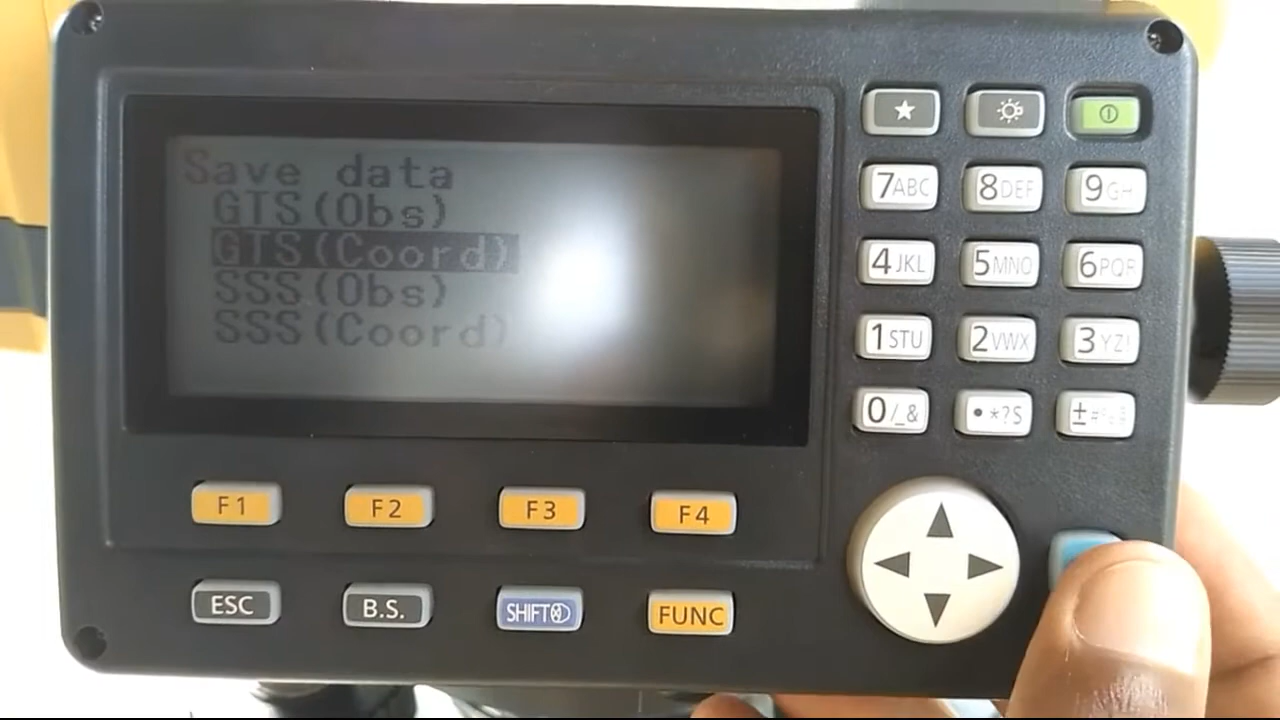 Save data
GTS(Obs)
GTS(Coord)
SSS(Obs)
SSS(Coord)
★
7ABC 8DEF 9GHI
4JKL 5MNO 6PQR
1STU 2VWX 3YZ!
0/_& •*?$ ±
F1 F2 F3 F4
ESC B.S. SHIFT FUNC